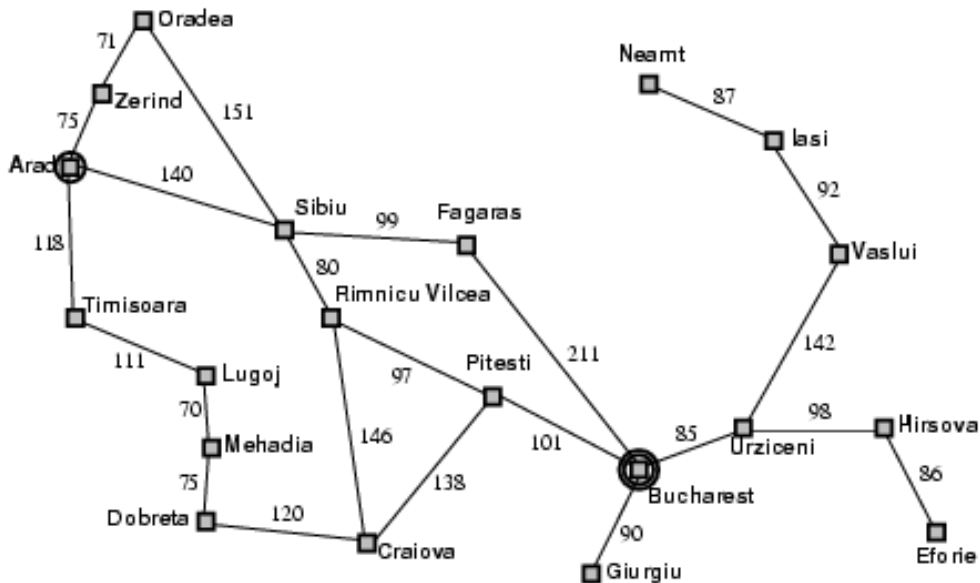 Oradea
71
Neamt
Zerind
87
75
151
Iasi
Arad
140
92
Sibiu
99
Fagaras
118
Vaslui
80
Timisoara
Rimnicu Vilcea
142
111
211
Lugoj
97
Pitesti
70
98
Hirsova
Mehadia
146
101
85
Urziceni
75
138
86
Bucharest
Dobreta
120
90
Craiova
Eforie
Giurgiu